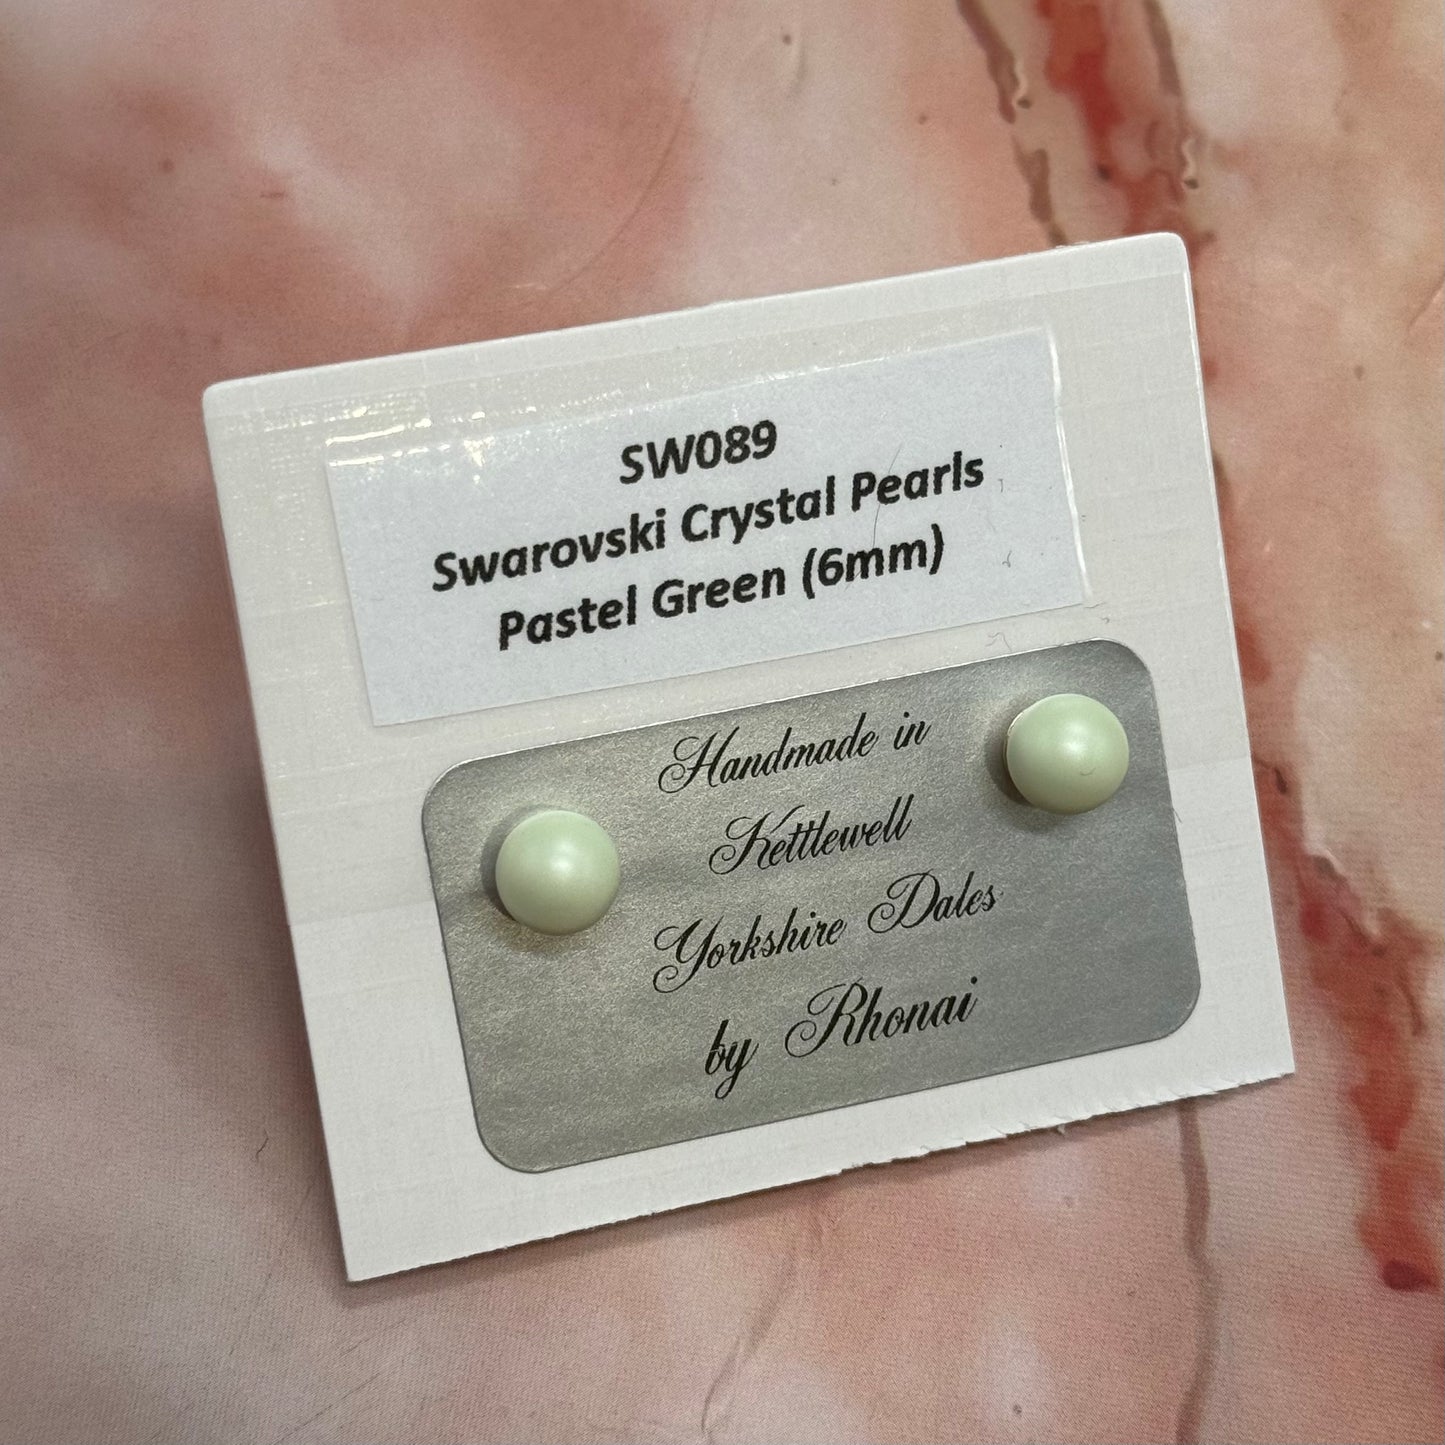 SW089
Swarovski Crystal Pearls
Pastel Green (6mm)
Handmade in
Kettlewell
Yorkshire Dales
by Rhonai